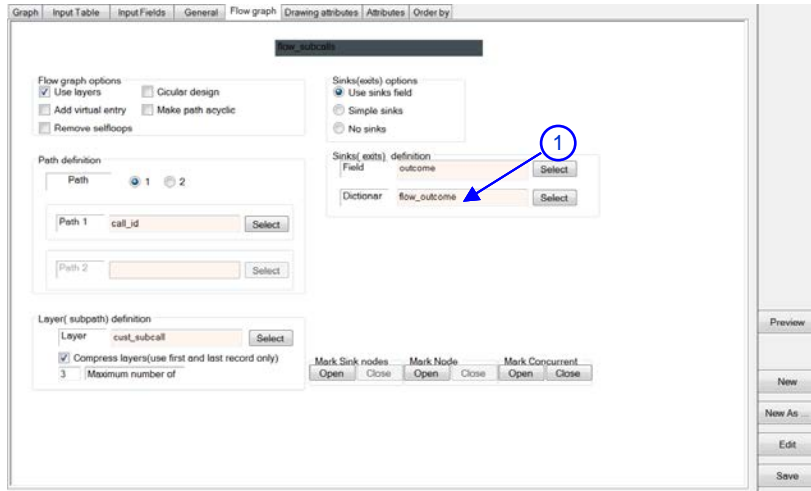 Graph Input Table Input Fields General Flow graph Drawing attributes Attributes Order by
flow_subcalls
Flow graph options
Use layers Cicular design
Add virtual entry Make path acyclic
Remove selfloops
Sinks(exits) options
Use sinks field
Simple sinks
No sinks
1
Path definition
Path 1 2
Path 1 call_id Select
Path 2 Select
Sinks( exits) definition
Field outcome Select
Dictionar flow_outcome Select
Layer( subpath) definition
Layer cust_subcall Select
Compress layers(use first and last record only)
3 Maximum number of
Mark Sink nodes Mark Node Mark Concurrent
Open Close Open Close Open Close
Preview
New
New As ...
Edit
Save